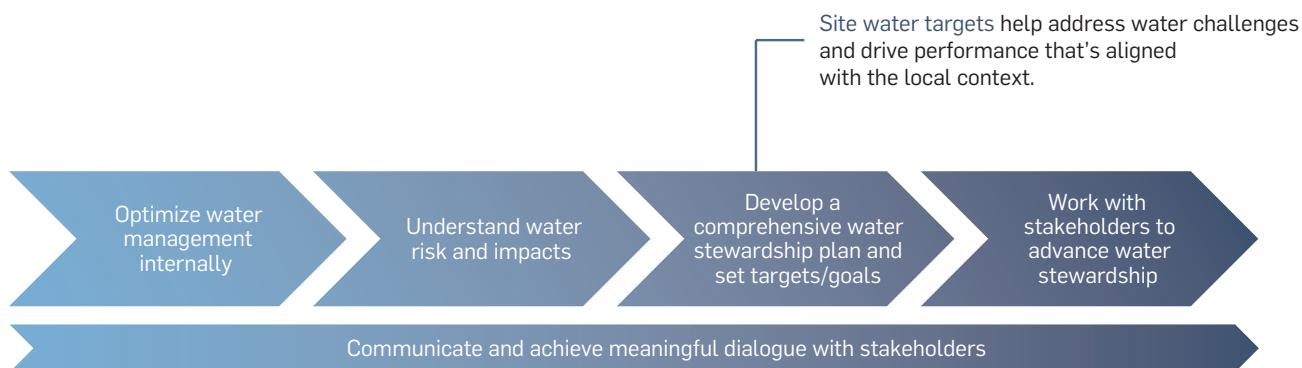 Site water targets help address water challenges
and drive performance that's aligned
with the local context.
Optimize water
management
internally
Understand water
risk and impacts
Develop a
comprehensive water
stewardship plan and
set targets/goals
Work with
stakeholders to
advance water
stewardship
Communicate and achieve meaningful dialogue with stakeholders